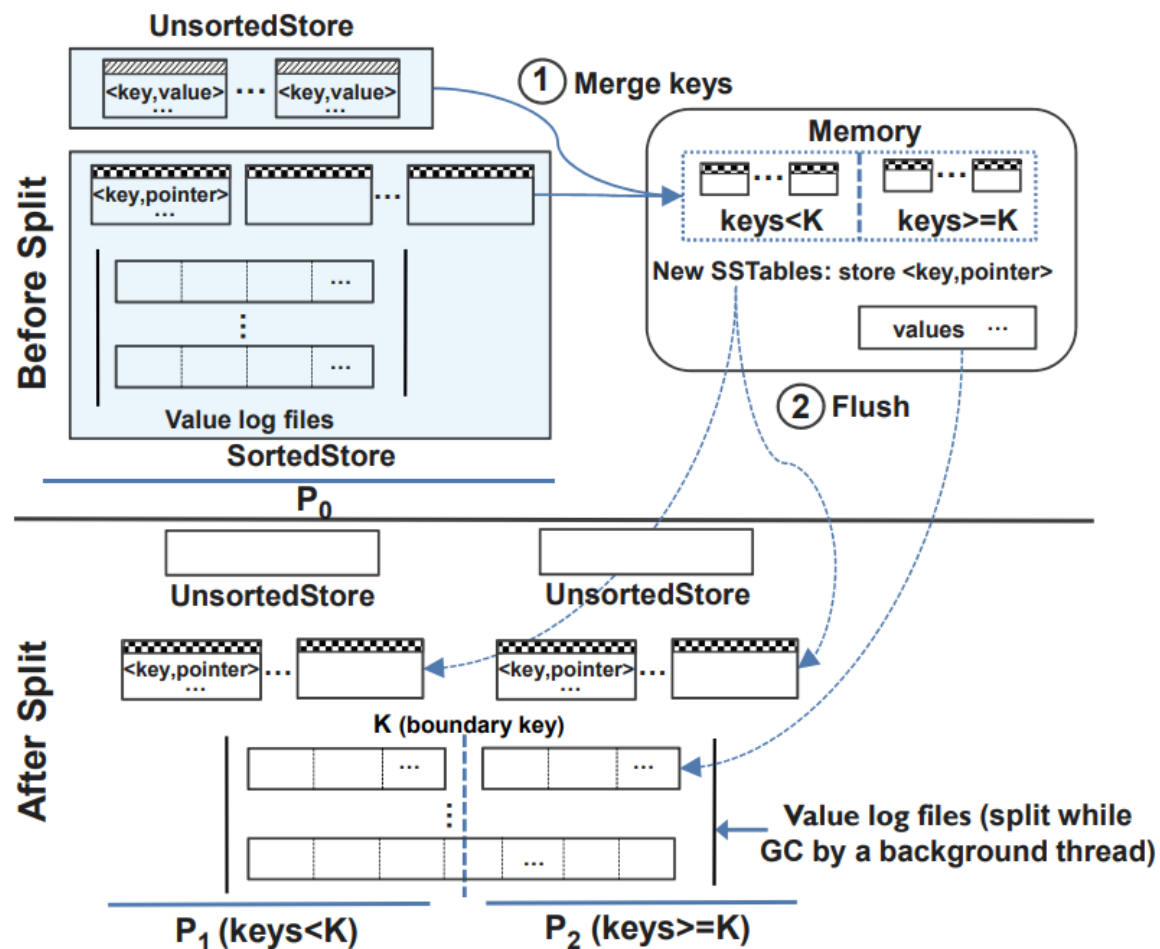 UnsortedStore
<key,value>
...
...
<key,value>
...
1 Merge keys
Before Split
<key,pointer>
...
...
...
⋮
...
Value log files
SortedStore
P0
Memory
...
...
keys<K
keys>=K
New SSTables: store <key,pointer>
values ...
2 Flush
After Split
UnsortedStore
UnsortedStore
<key,pointer>
...
...
<key,pointer>
...
...
K (boundary key)
...
...
⋮
...
Value log files (split while
GC by a background thread)
P1 (keys<K)
P2 (keys>=K)